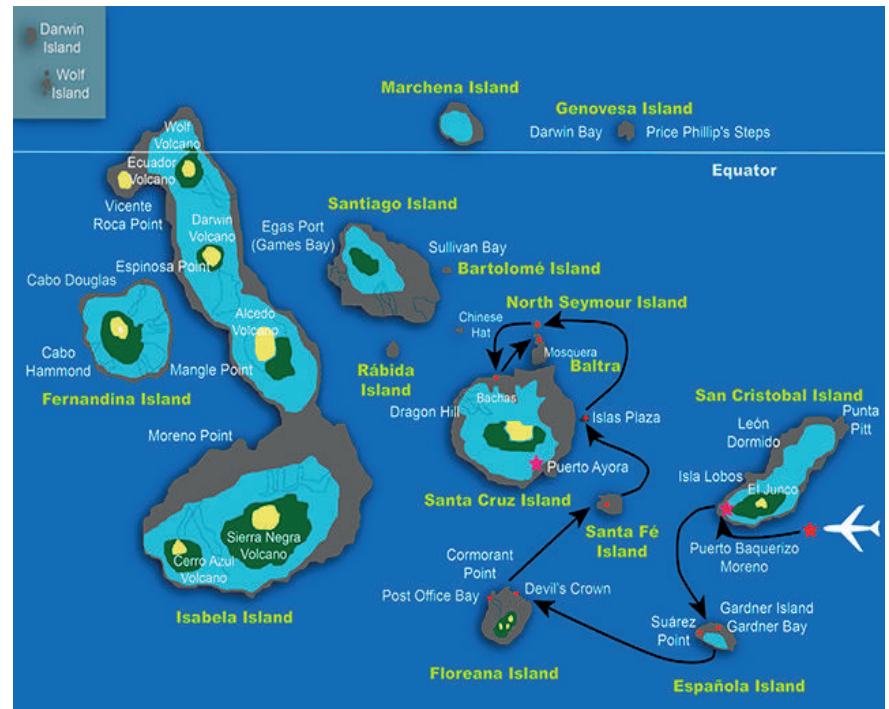 Darwin
Island
Wolf
Island
Marchena Island
Genovesa Island
Darwin Bay
Price Phillip's Steps
Wolf
Volcano
Equator
Ecuador
Volcano
Vicente
Roca Point
Santiago Island
Darwin
Volcano
Egas Port
(Games Bay)
Sullivan Bay
Espinosa Point
Bartolomé Island
Cabo Douglas
North Seymour Island
Alcedo
Volcano
Chinese
Hat
Mosquera
Cabo
Hammond
Mangle Point
Rábida
Island
Baltra
Fernandina Island
Bachas
San Cristobal Island
Dragon Hill
Islas Plaza
León
Dormido
Punta
Pitt
Moreno Point
Puerto Ayora
Isla Lobos
El Junco
Santa Cruz Island
Santa Fé
Island
Sierra Negra
Volcano
Cerro Azul
Volcano
Puerto Baquerizo
Moreno
Cormorant
Point
Post Office Bay
Devil's Crown
Gardner Island
Gardner Bay
Suárez
Point
Isabela Island
Floreana Island
Española Island